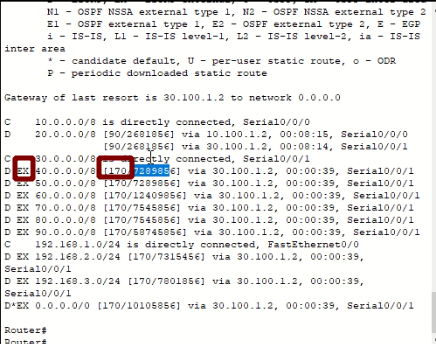 N1 - OSPF NSSA external type 1, N2 - OSPF NSSA external type 2
E1 - OSPF external type 1, E2 - OSPF external type 2, E - EGP
i - IS-IS, L1 - IS-IS level-1, L2 - IS-IS level-2, ia - IS-IS
inter area
* - candidate default, U - per-user static route, o - ODR
P - periodic downloaded static route
Gateway of last resort is 30.100.1.2 to network 0.0.0.0
C 10.0.0.0/8 is directly connected, Serial0/0/0
D 20.0.0.0/8 [90/2681856] via 10.100.1.2, 00:08:15, Serial0/0/0
[90/2681856] via 30.100.1.2, 00:08:14, Serial0/0/1
C 30.0.0.0/8 is directly connected, Serial0/0/1
D EX 40.0.0.0/8 [170/7289856] via 30.100.1.2, 00:00:39, Serial0/0/1
D EX 50.0.0.0/8 [170/7289856] via 30.100.1.2, 00:00:39, Serial0/0/1
D EX 60.0.0.0/8 [170/12409856] via 30.100.1.2, 00:00:39, Serial0/0/1
D EX 70.0.0.0/8 [170/7545856] via 30.100.1.2, 00:00:39, Serial0/0/1
D EX 80.0.0.0/8 [170/7545856] via 30.100.1.2, 00:00:39, Serial0/0/1
D EX 90.0.0.0/8 [170/58745856] via 30.100.1.2, 00:00:39, Serial0/0/1
C 192.168.1.0/24 is directly connected, FastEthernet0/0
D EX 192.168.2.0/24 [170/7315456] via 30.100.1.2, 00:00:39,
Serial0/0/1
D EX 192.168.3.0/24 [170/7801856] via 30.100.1.2, 00:00:39,
Serial0/0/1
D*EX 0.0.0.0/0 [170/10105856] via 30.100.1.2, 00:00:39, Serial0/0/1
Router#
Router#